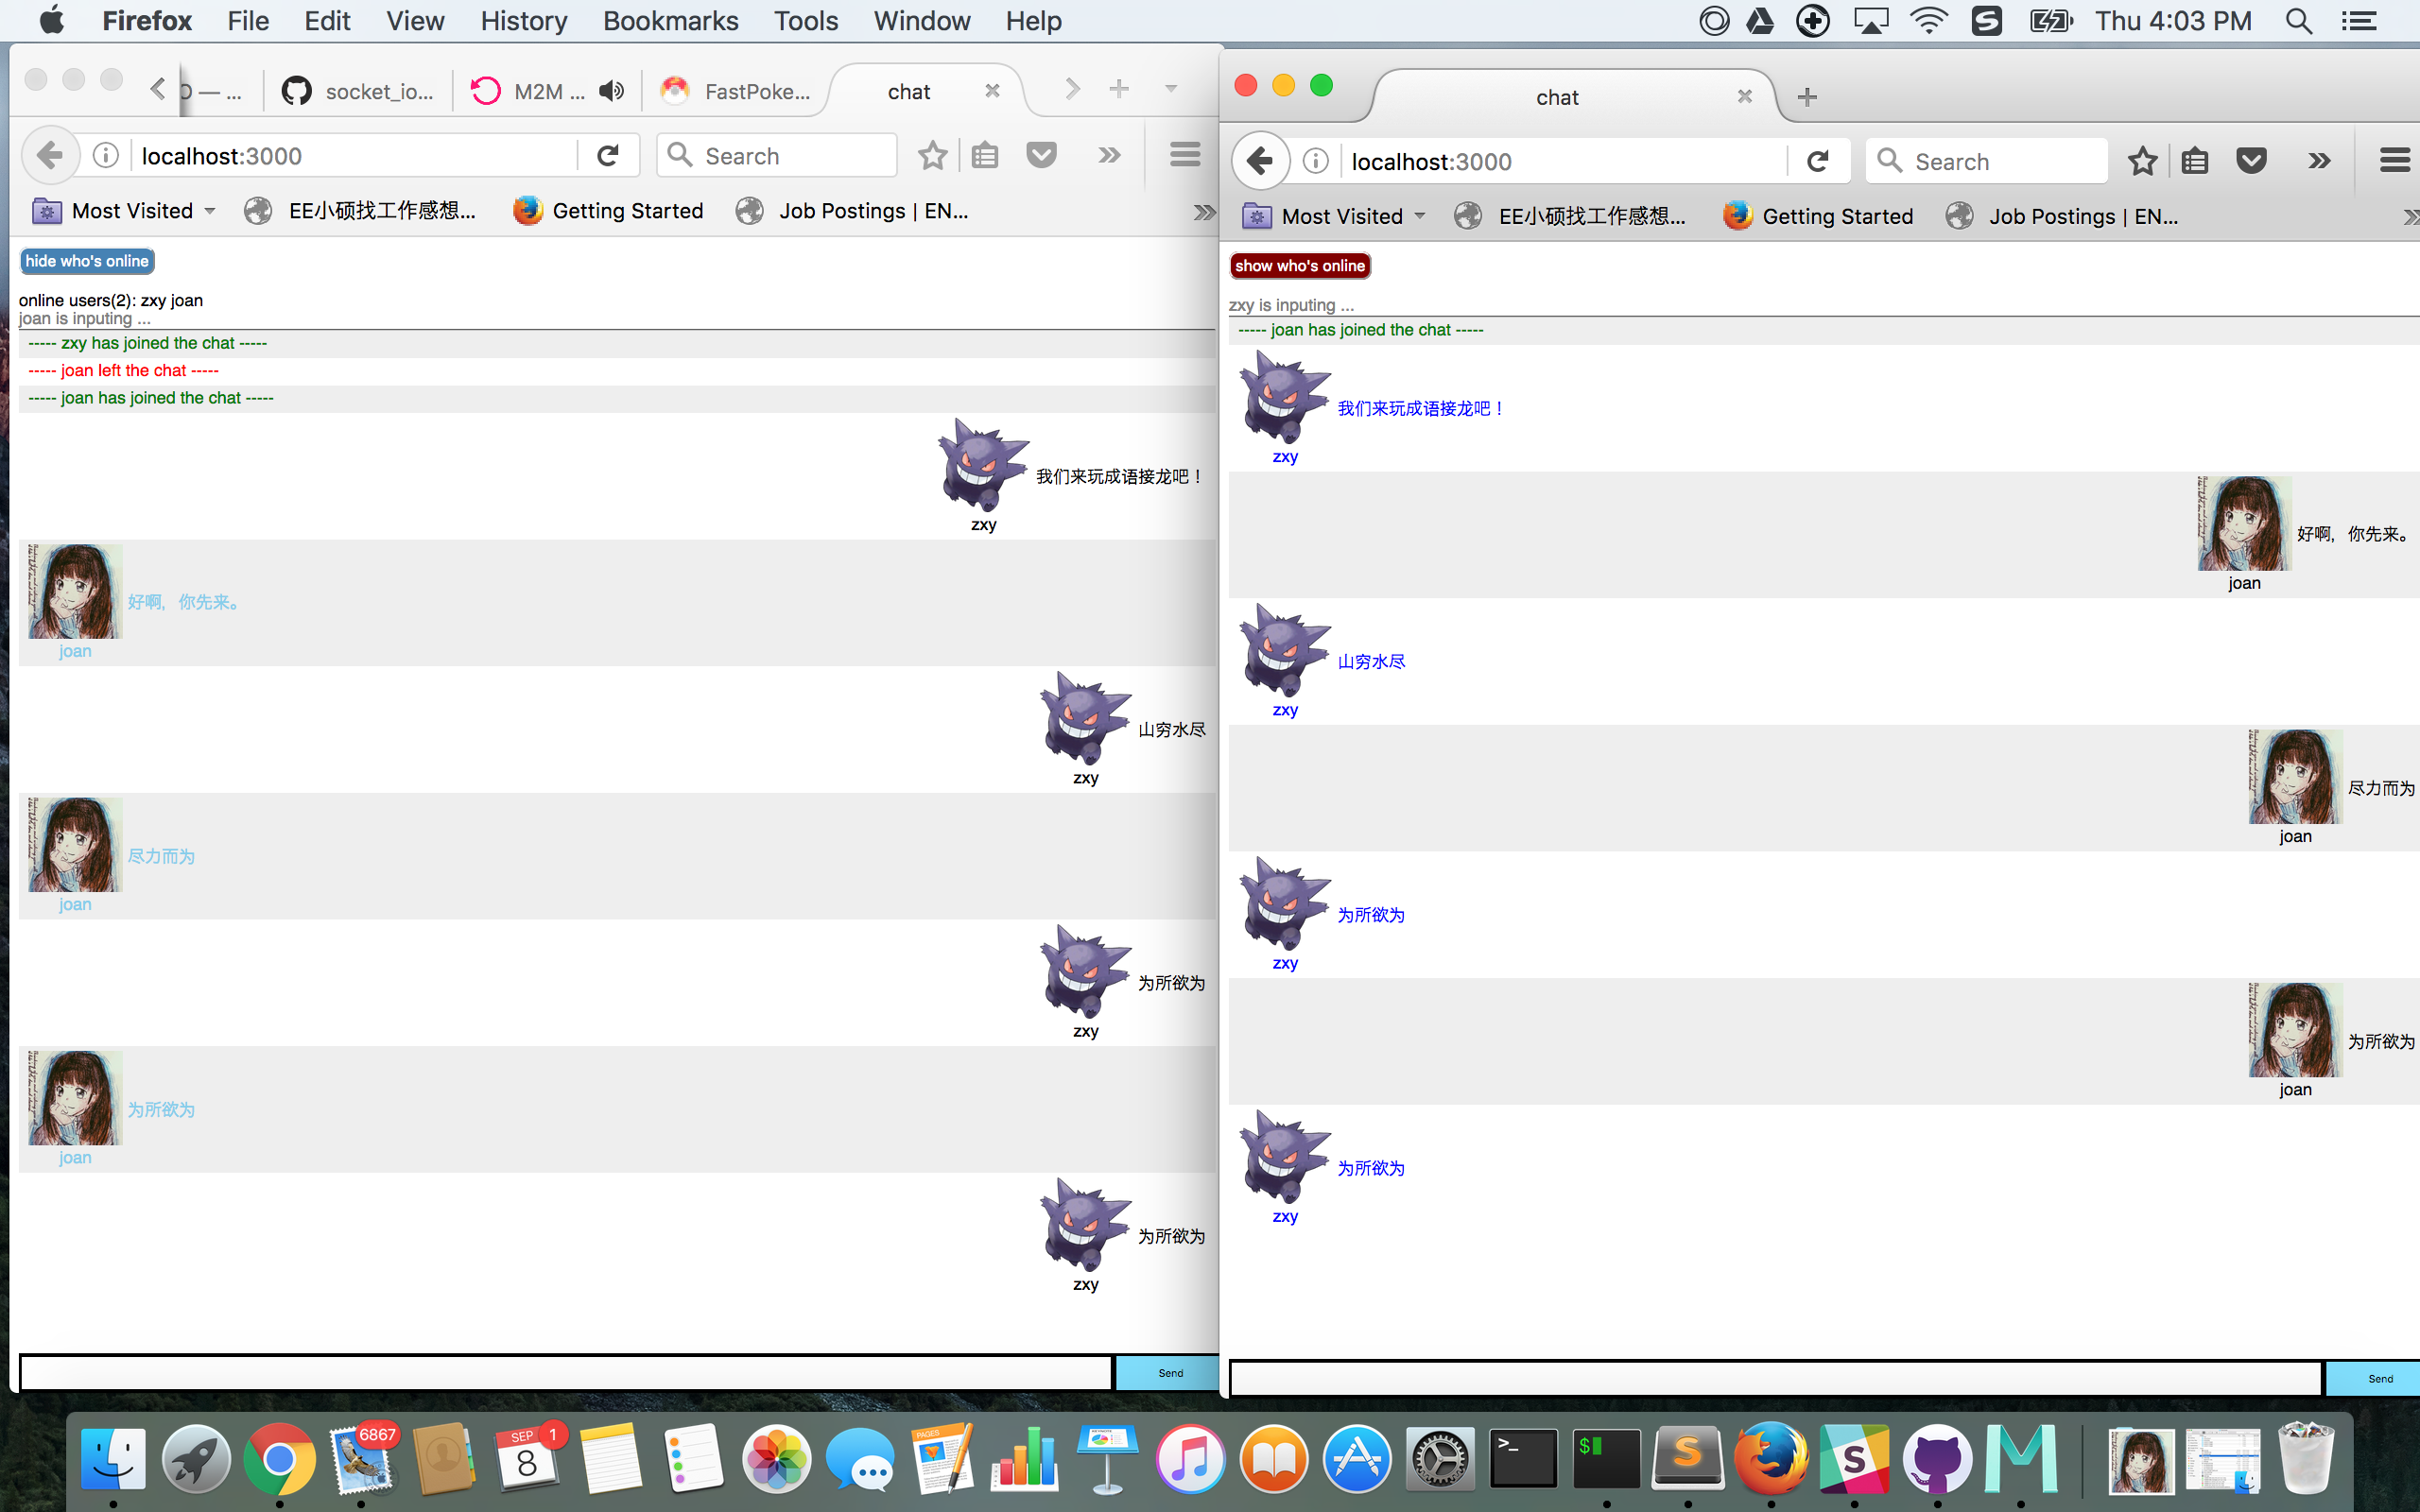 Firefox File Edit View History Bookmarks Tools Window Help Thu 4:03 PM
socket_io... M2M ... FastPoke... chat
localhost:3000 Search
Most Visited EE小硕找工作感想... Getting Started Job Postings | EN...
hide who's online
online users(2): zxy joan
joan is inputing ...
----- zxy has joined the chat -----
----- joan left the chat -----
----- joan has joined the chat -----
我们来玩成语接龙吧！
zxy
好啊，你先来。
joan
山穷水尽
zxy
尽力而为
joan
为所欲为
zxy
为所欲为
joan
为所欲为
zxy
Send
chat
localhost:3000 Search
Most Visited EE小硕找工作感想... Getting Started Job Postings | EN...
show who's online
zxy is inputing ...
----- joan has joined the chat -----
我们来玩成语接龙吧！
zxy
好啊，你先来。
joan
山穷水尽
zxy
尽力而为
joan
为所欲为
zxy
为所欲为
joan
为所欲为
zxy
Send
6867
SEP
8
1
PAGES